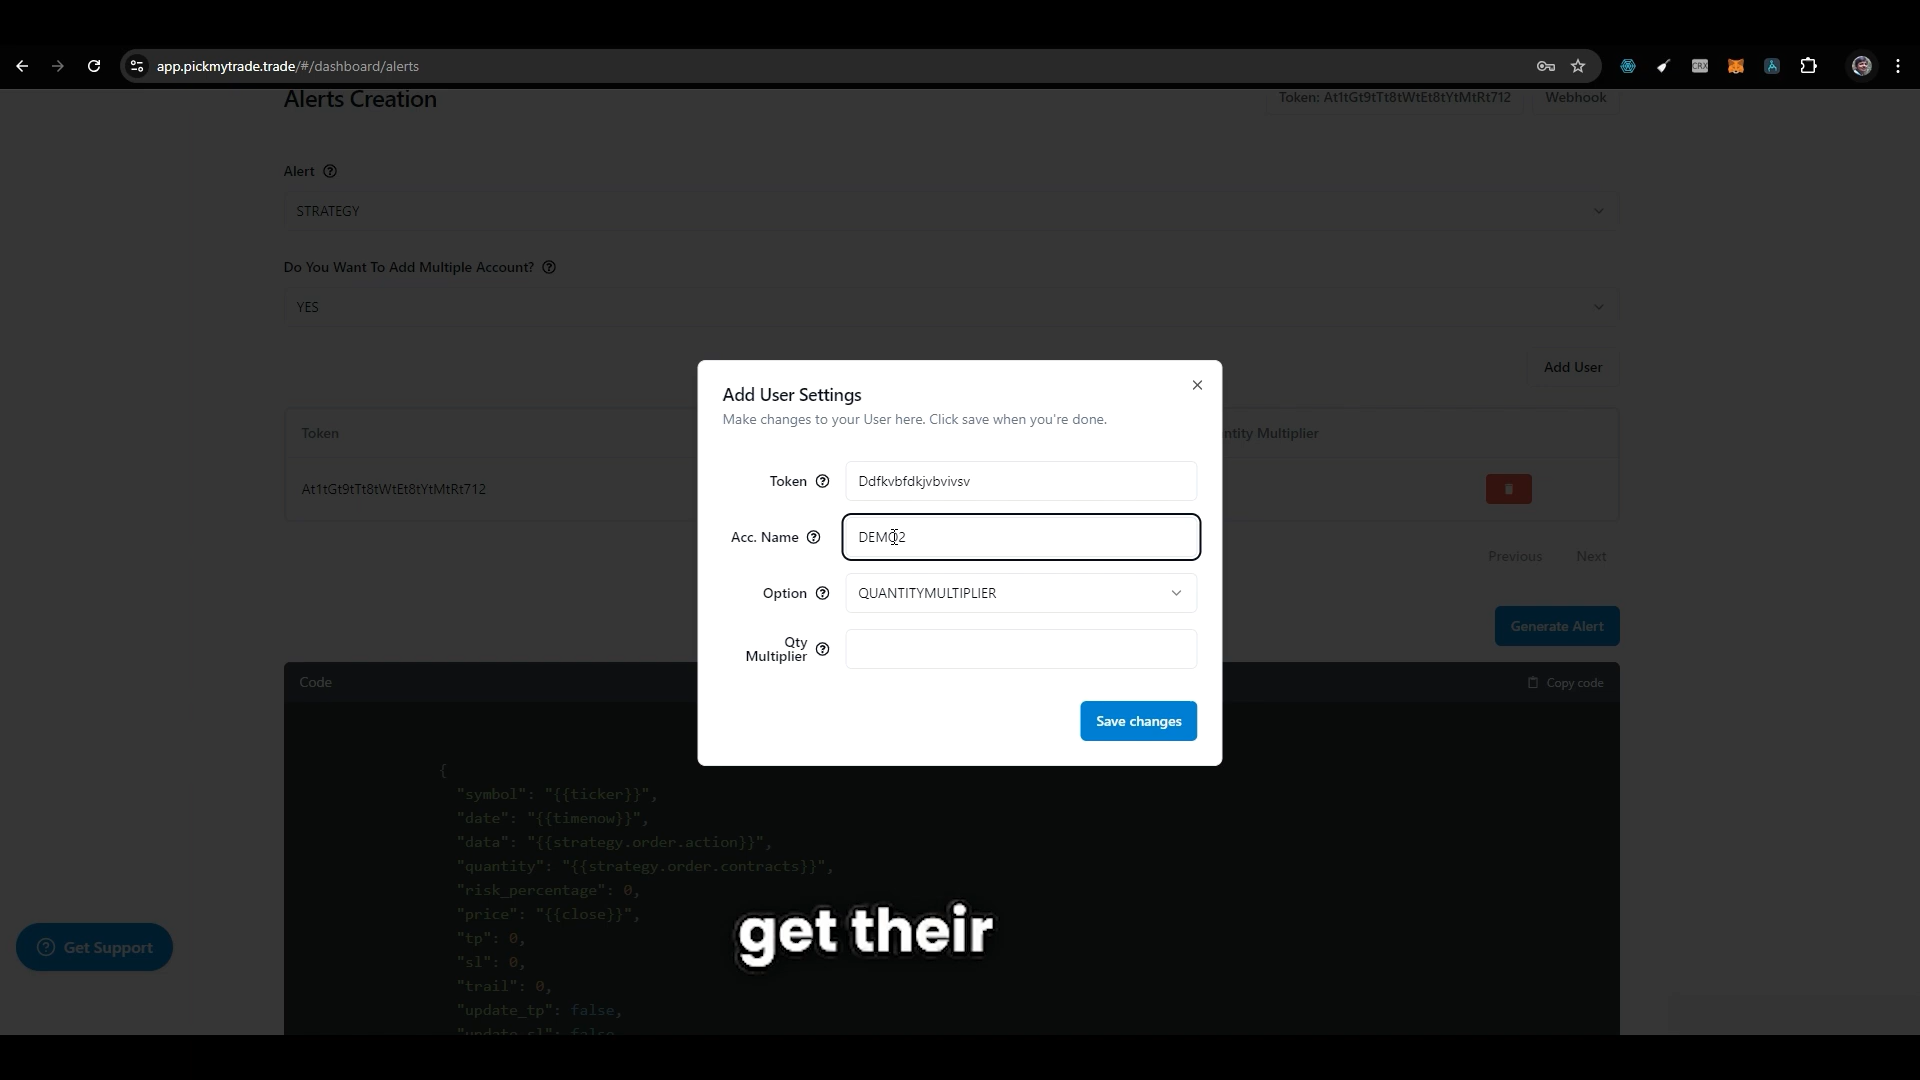 app.pickmytrade.trade/#/dashboard/alerts
Alerts Creation
Token: At1tGt9tTt8tWtEt8tYtMtRt712
Webhook
Alert
STRATEGY
Do You Want To Add Multiple Account?
YES
Add User
Token
ntity Multiplier
At1tGt9tTt8tWtEt8tYtMtRt712
Previous
Next
Generate Alert
Add User Settings
Make changes to your User here. Click save when you're done.
Token
Ddfkvbfdkjvbvivsv
Acc. Name
DEMO2
Option
QUANTITYMULTIPLIER
Qty
Multiplier
Save changes
Code
Copy code
{
"symbol": "{{ticker}}",
"date": "{{timenow}}",
"data": "{{strategy.order.action}}",
"quantity": "{{strategy.order.contracts}}",
"risk_percentage": 0,
"price": "{{close}}",
"tp": 0,
"sl": 0,
"trail": 0,
"update_tp": false,
"update_sl": false
get their
Get Support
CRX